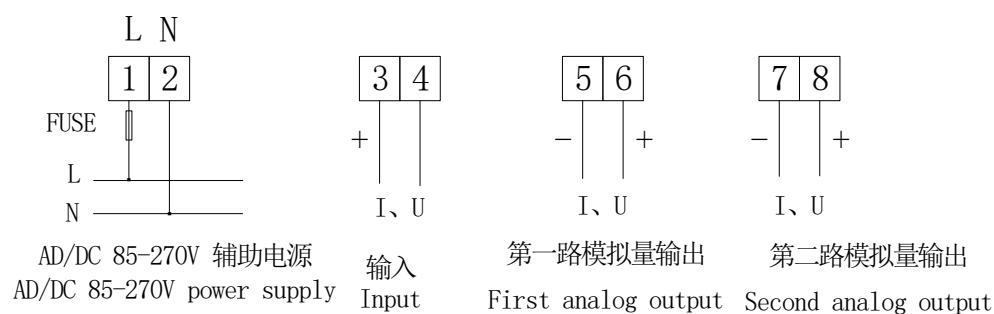 L N
1 2 3 4 5 6 7 8
FUSE
+ − + − +
L
N
I、U I、U I、U
AD/DC 85-270V 辅助电源
AD/DC 85-270V power supply
输入
Input
第一路模拟量输出
First analog output
第二路模拟量输出
Second analog output